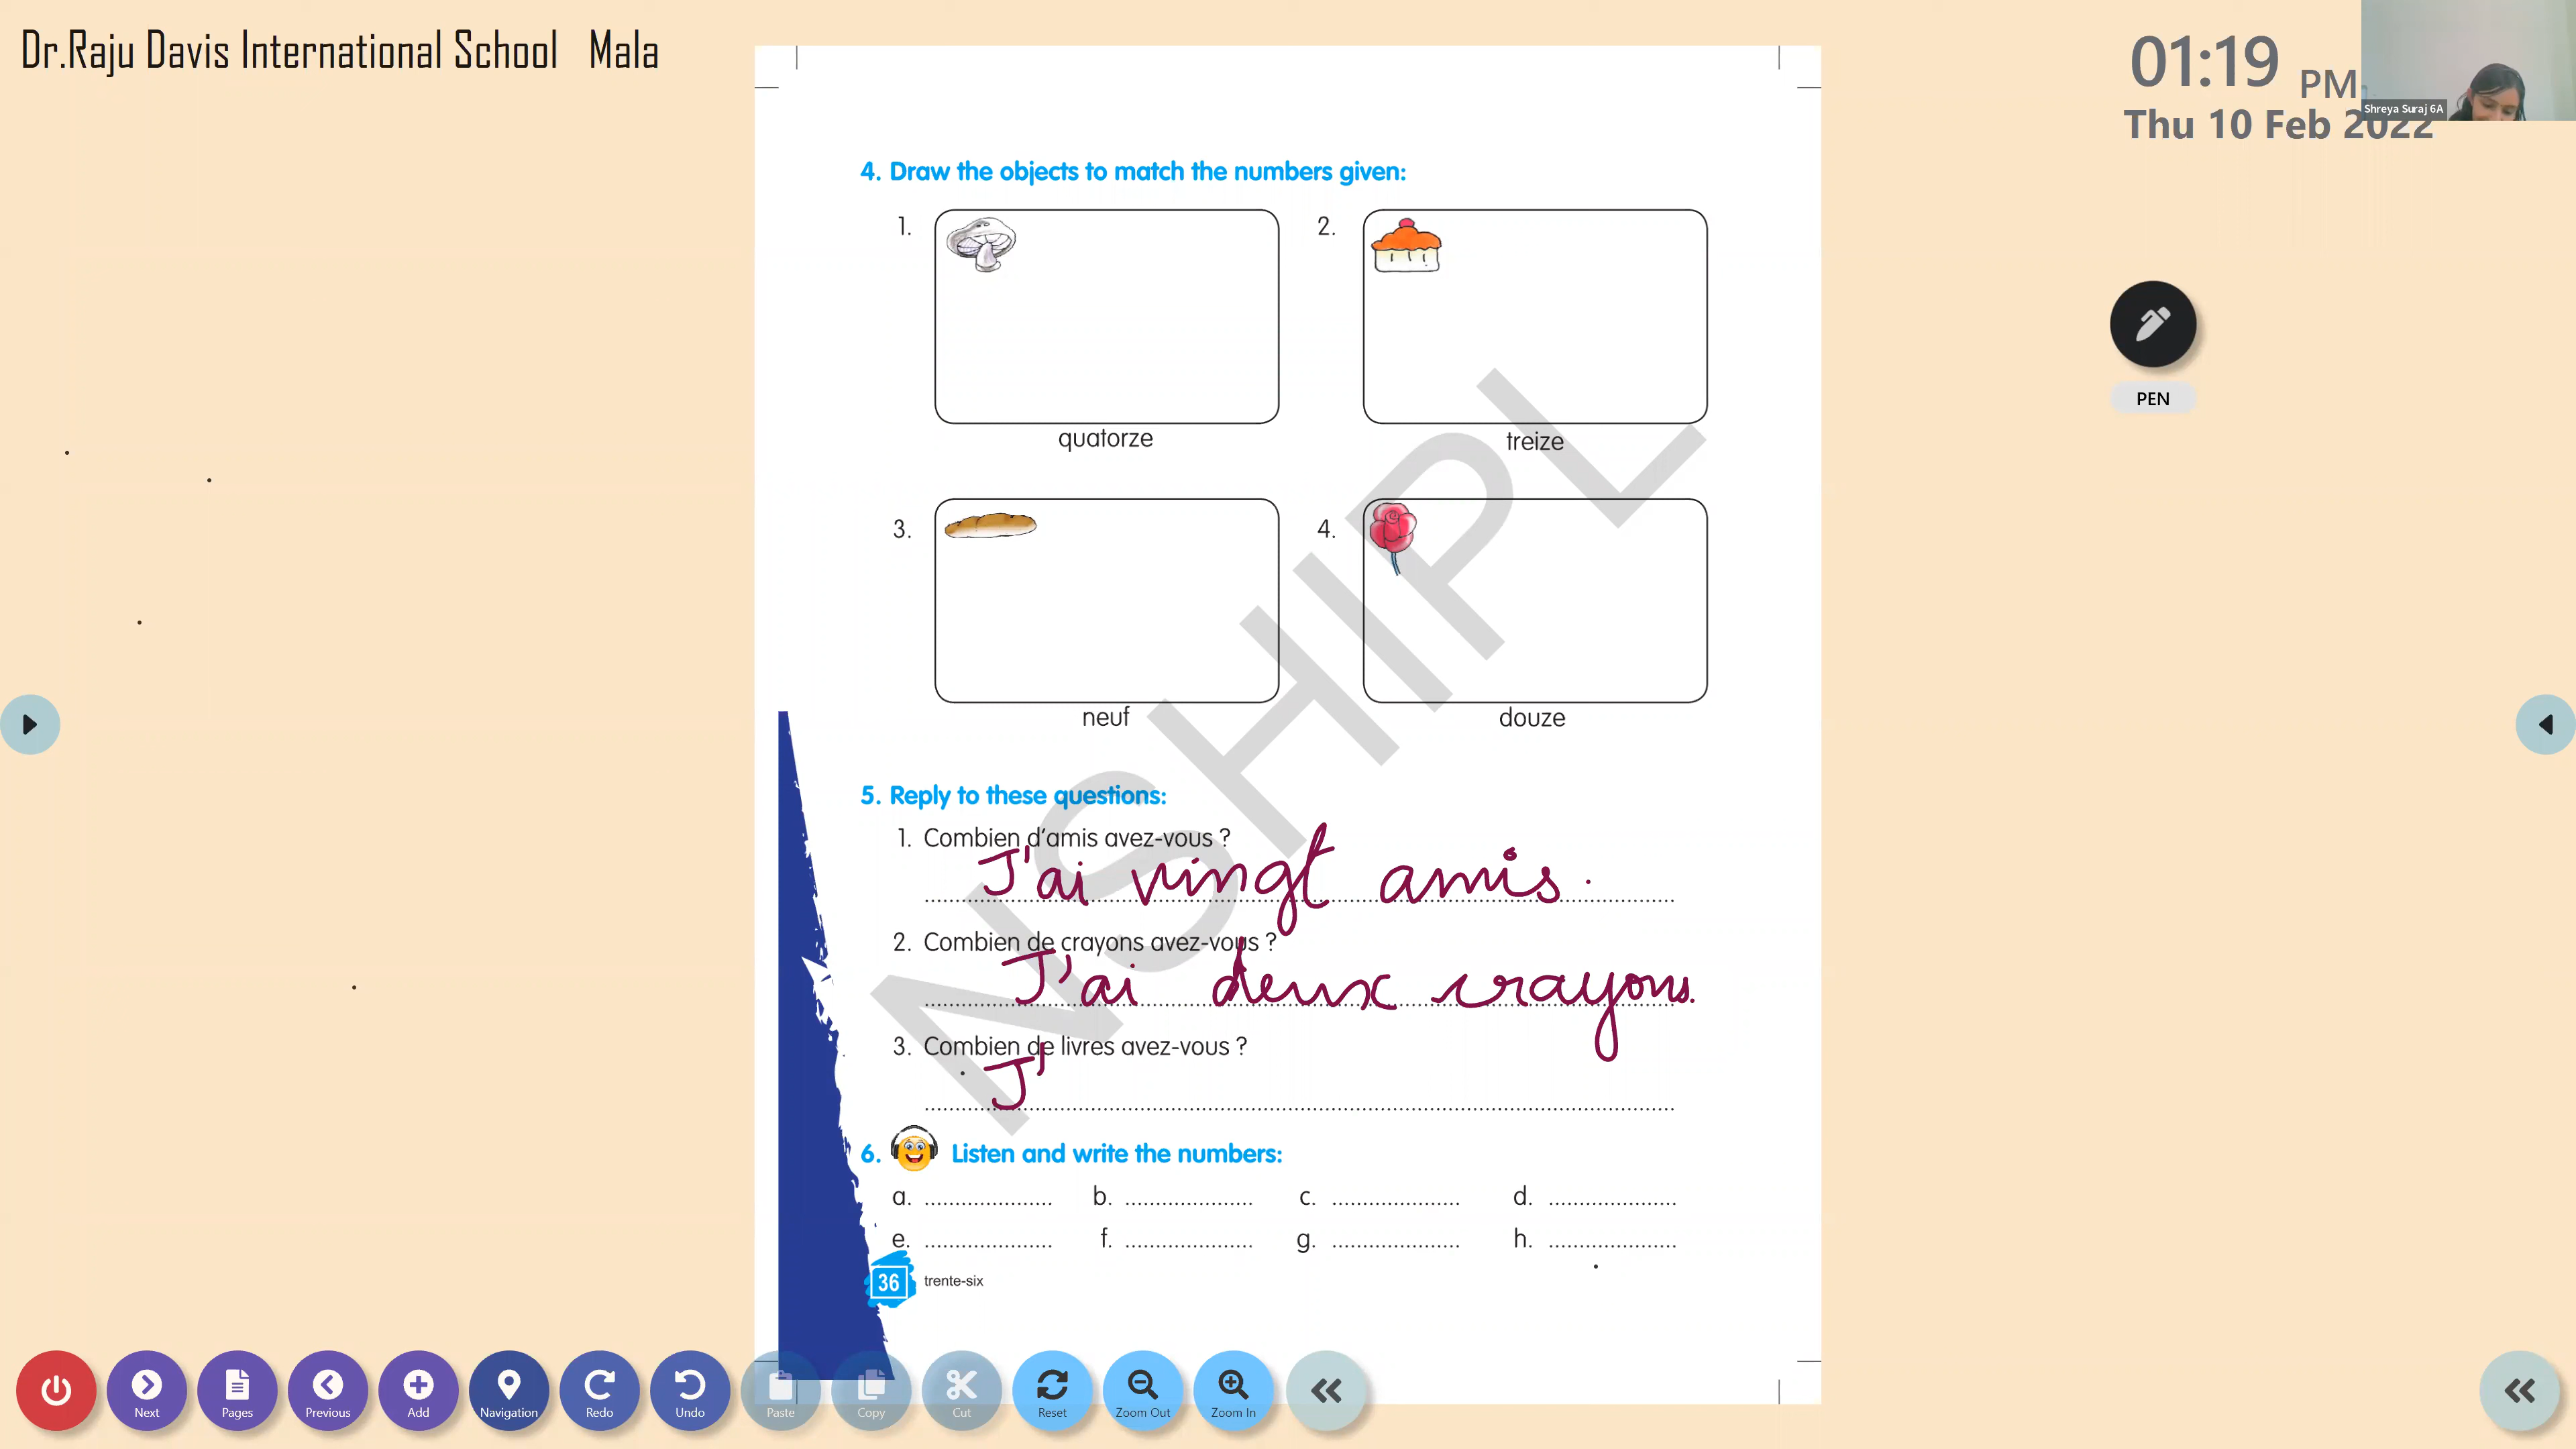 Dr.Raju Davis International School Mala
01:19 PM
Thu 10 Feb 2022
Shreya Suraj 6A
PEN
4. Draw the objects to match the numbers given:
1.
2.
quatorze
treize
3.
4.
neuf
douze
5. Reply to these questions:
1. Combien d'amis avez-vous ?
J'ai vingt amis.
2. Combien de crayons avez-vous ?
J'ai deux crayons.
3. Combien de livres avez-vous ?
J'
6. Listen and write the numbers:
a. ..................... b. ..................... c. ..................... d. .....................
e. ..................... f. ..................... g. ..................... h. .....................
36 trente-six
NSHIPL
Next Pages Previous Add Navigation Redo Undo Paste Copy Cut Reset Zoom Out Zoom In